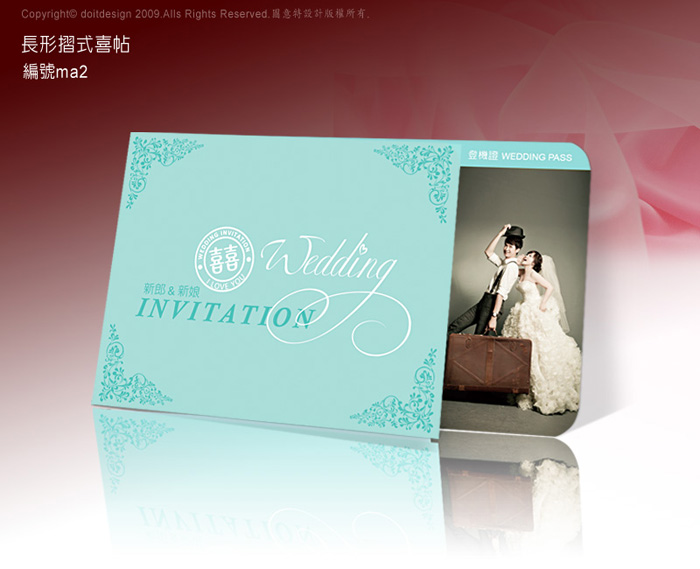 Copyright© doitdesign 2009.Alls Rights Reserved.圖意特設計版權所有.
長形摺式喜帖
編號ma2
登機證 WEDDING PASS
WEDDING INVITATION
囍
I LOVE YOU
Wedding
新郎 & 新娘
INVITATION